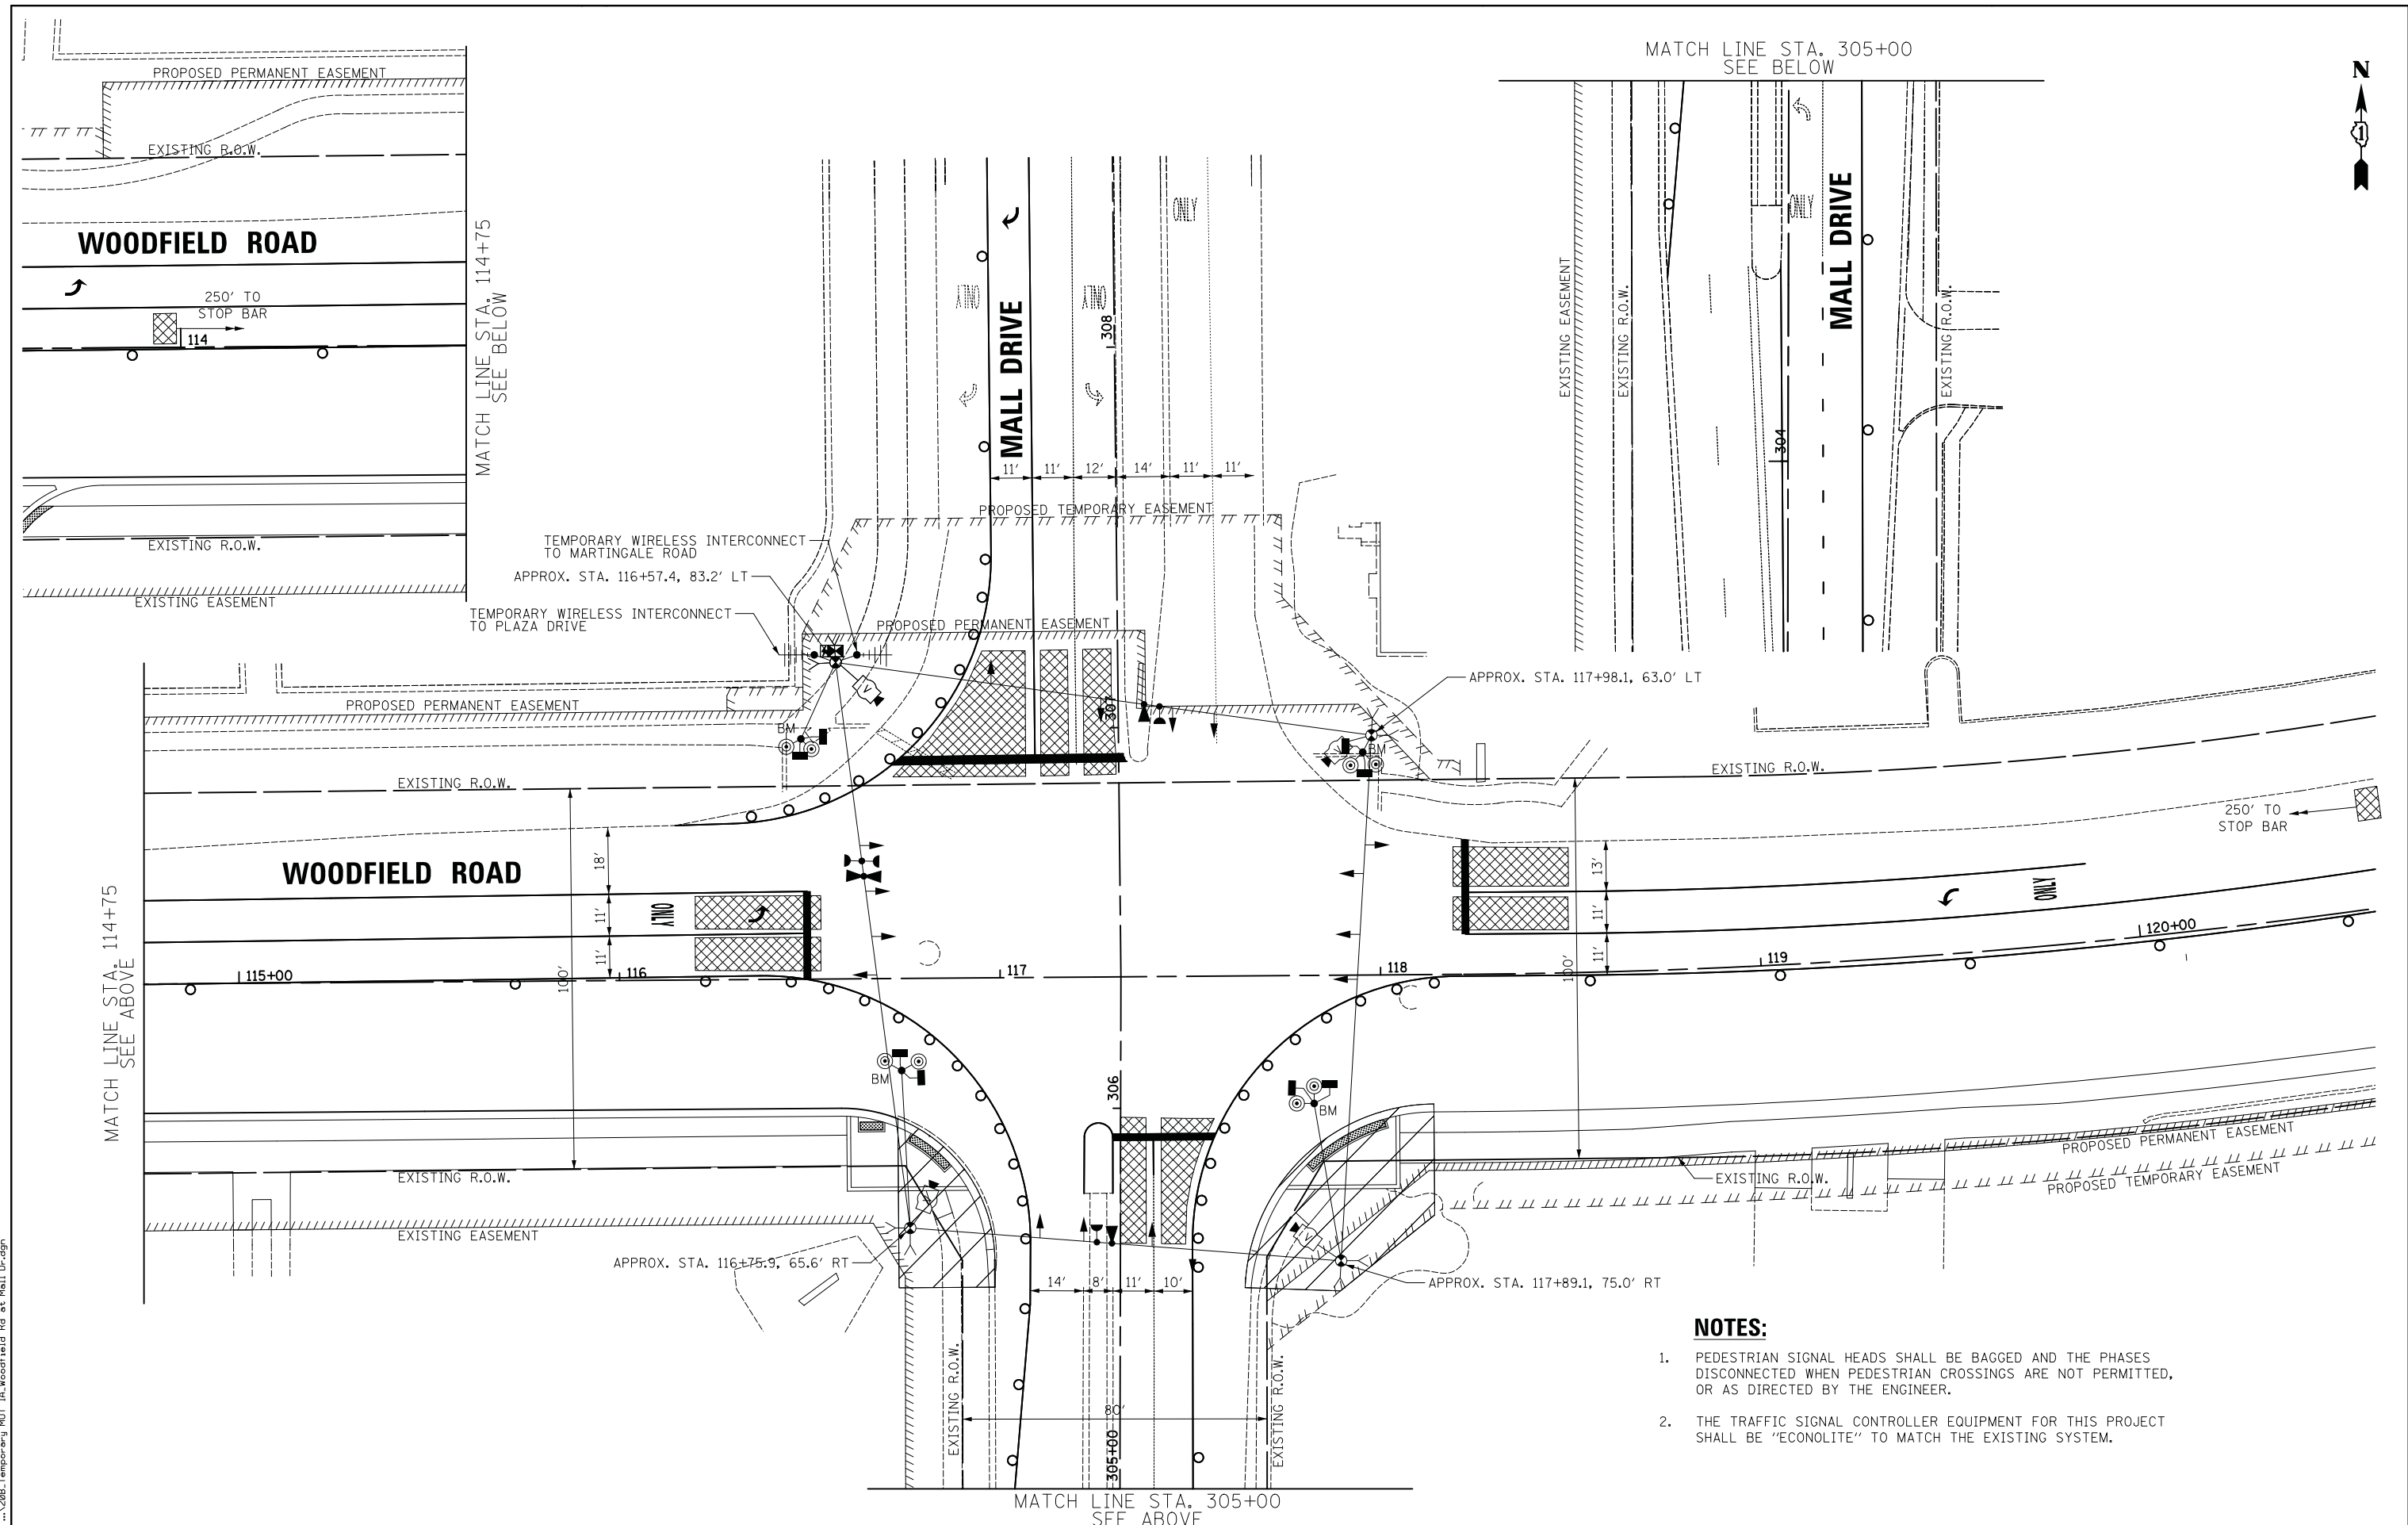 PROPOSED PERMANENT EASEMENT
EXISTING R.O.W.
WOODFIELD ROAD
250' TO
STOP BAR
114
EXISTING R.O.W.
EXISTING EASEMENT
MATCH LINE STA. 114+75
SEE BELOW
MATCH LINE STA. 305+00
SEE BELOW
N
1
ONLY
MALL DRIVE
304
EXISTING EASEMENT
EXISTING R.O.W.
EXISTING R.O.W.
ONLY
ONLY
ONLY
MALL DRIVE
308
11' 11' 12' 14' 11' 11'
PROPOSED TEMPORARY EASEMENT
TEMPORARY WIRELESS INTERCONNECT
TO MARTINGALE ROAD
APPROX. STA. 116+57.4, 83.2' LT
TEMPORARY WIRELESS INTERCONNECT
TO PLAZA DRIVE
PROPOSED PERMANENT EASEMENT
APPROX. STA. 117+98.1, 63.0' LT
PROPOSED PERMANENT EASEMENT
V
307
BM
BM
EXISTING R.O.W.
EXISTING R.O.W.
250' TO
STOP BAR
WOODFIELD ROAD
18'
11'
11'
100'
ONLY
13'
11'
11'
100'
ONLY
MATCH LINE STA. 114+75
SEE ABOVE
115+00
116
117
118
119
120+00
BM
BM
306
EXISTING R.O.W.
EXISTING EASEMENT
V
V
APPROX. STA. 116+75.9, 65.6' RT
14' 8' 11' 10'
APPROX. STA. 117+89.1, 75.0' RT
EXISTING R.O.W.
PROPOSED PERMANENT EASEMENT
PROPOSED TEMPORARY EASEMENT
EXISTING R.O.W.
80'
305+00
EXISTING R.O.W.
MATCH LINE STA. 305+00
SEE ABOVE
NOTES:
1. PEDESTRIAN SIGNAL HEADS SHALL BE BAGGED AND THE PHASES
DISCONNECTED WHEN PEDESTRIAN CROSSINGS ARE NOT PERMITTED,
OR AS DIRECTED BY THE ENGINEER.
2. THE TRAFFIC SIGNAL CONTROLLER EQUIPMENT FOR THIS PROJECT
SHALL BE "ECONOLITE" TO MATCH THE EXISTING SYSTEM.
Woodfield Rd at Mall Dr.dgn